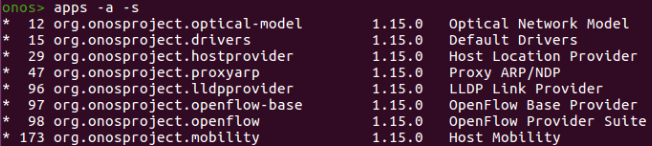 onos> apps -a -s
*  12 org.onosproject.optical-model        1.15.0   Optical Network Model
*  15 org.onosproject.drivers              1.15.0   Default Drivers
*  29 org.onosproject.hostprovider         1.15.0   Host Location Provider
*  47 org.onosproject.proxyarp             1.15.0   Proxy ARP/NDP
*  96 org.onosproject.lldpprovider         1.15.0   LLDP Link Provider
*  97 org.onosproject.openflow-base        1.15.0   OpenFlow Base Provider
*  98 org.onosproject.openflow             1.15.0   OpenFlow Provider Suite
* 173 org.onosproject.mobility             1.15.0   Host Mobility